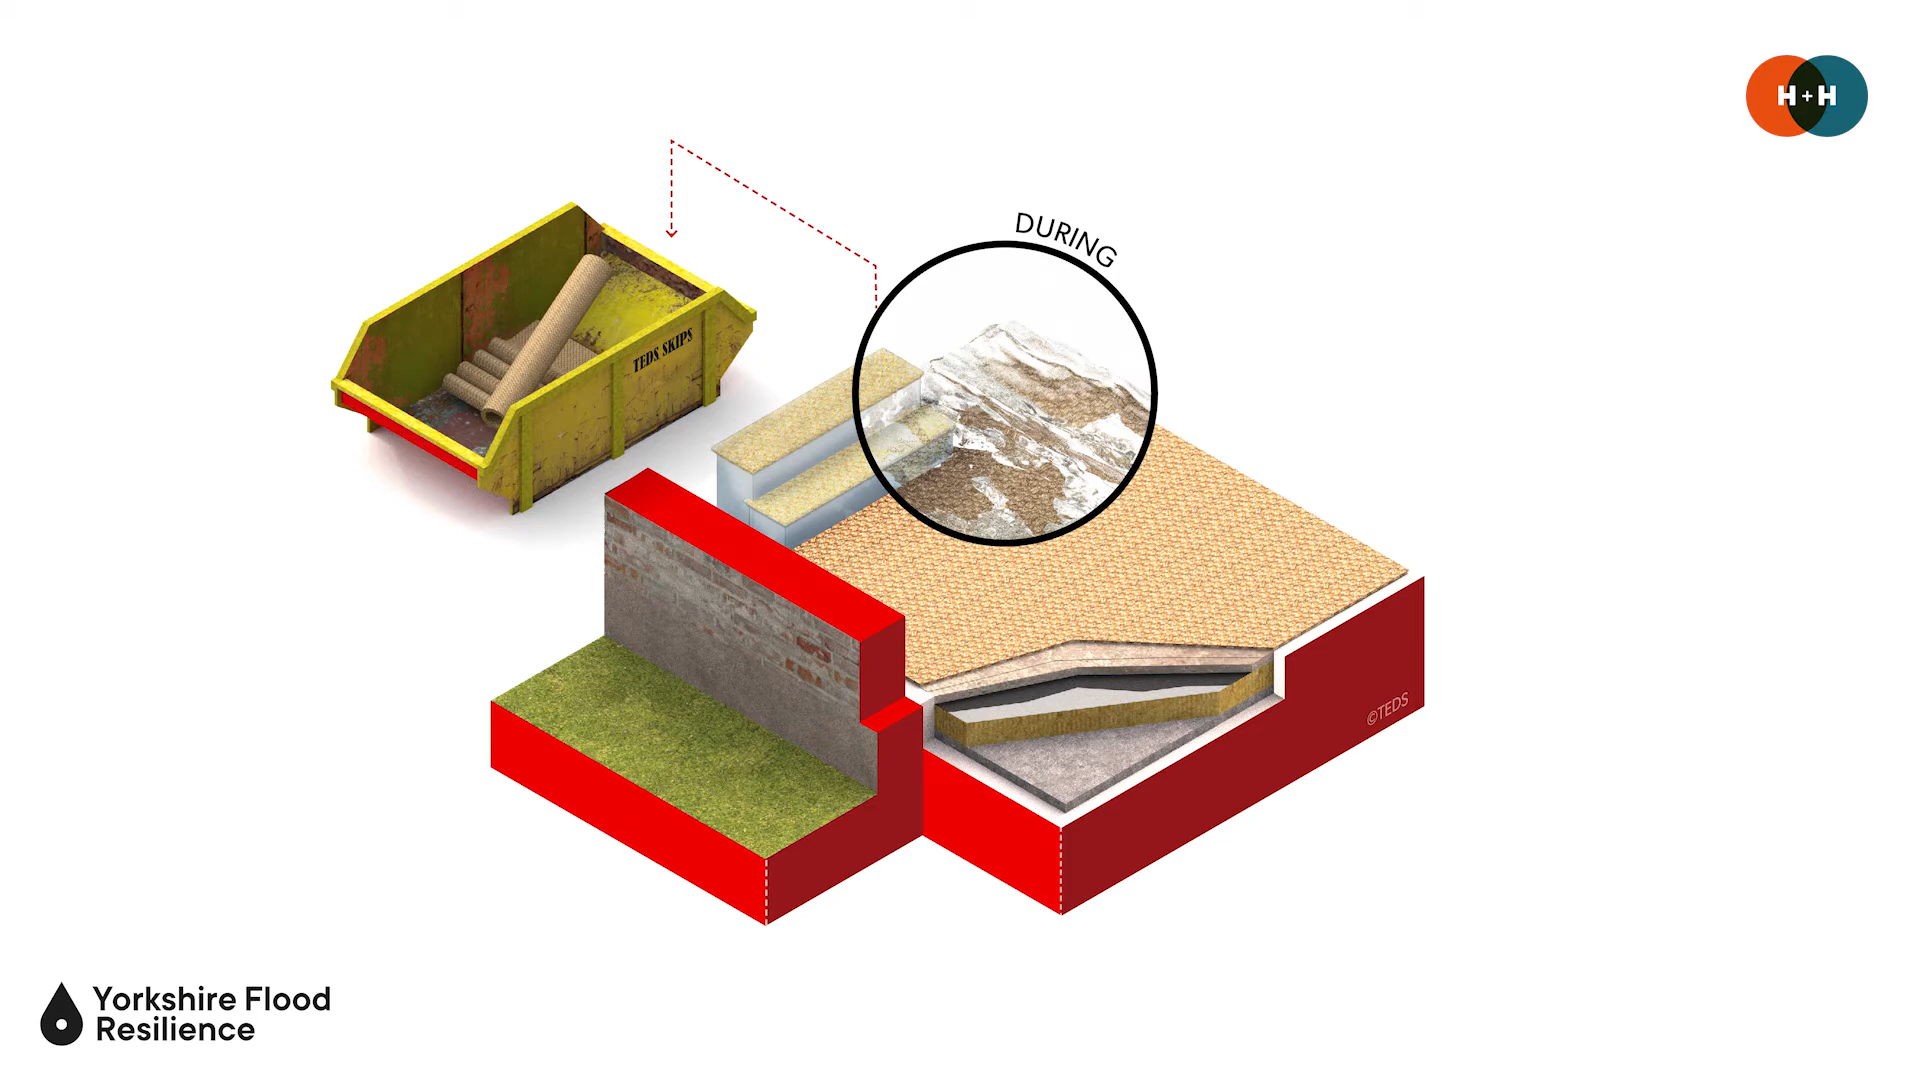 H+H
DURING
TEDS SKIPS
©TEDS
Yorkshire Flood
Resilience